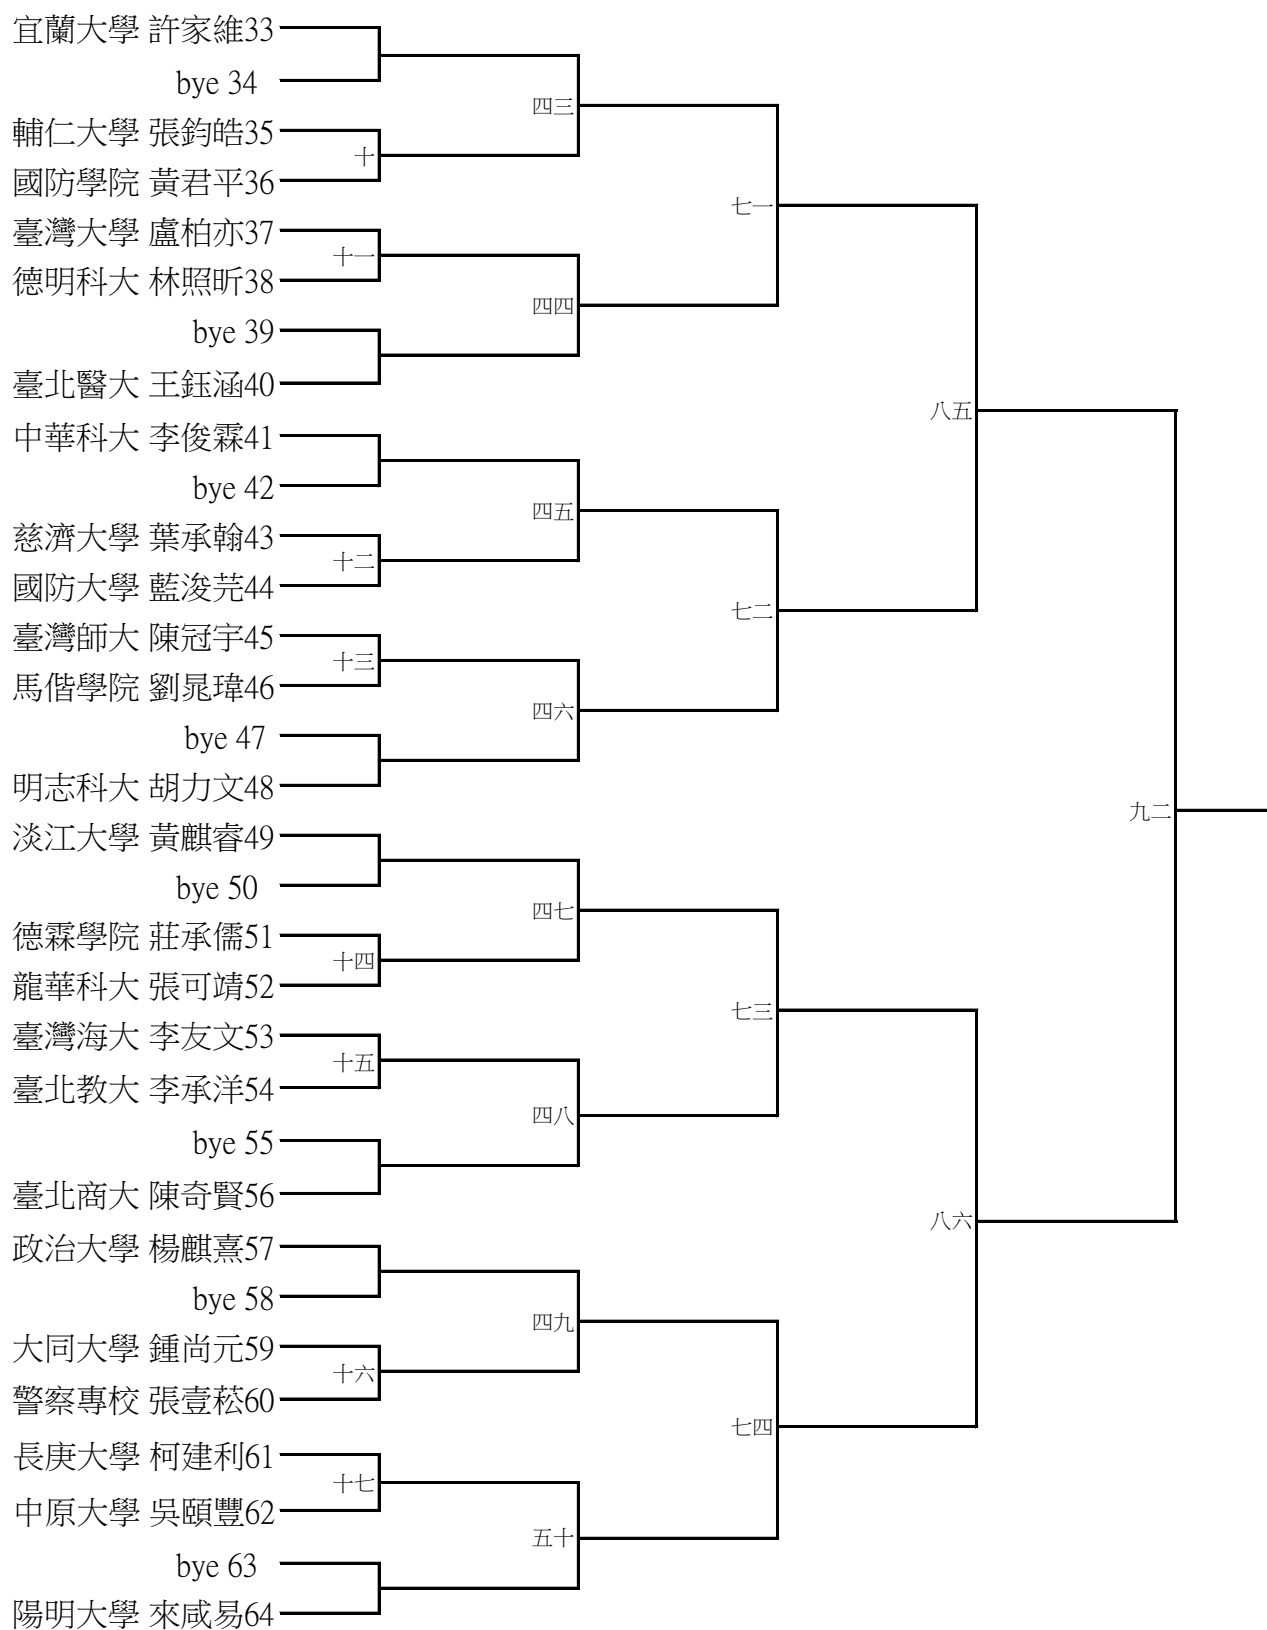 宜蘭大學 許家維33
bye 34
四三
輔仁大學 張鈞皓35
十
國防學院 黃君平36
七一
臺灣大學 盧柏亦37
十一
德明科大 林照昕38
四四
bye 39
臺北醫大 王鈺涵40
八五
中華科大 李俊霖41
bye 42
四五
慈濟大學 葉承翰43
十二
國防大學 藍浚芫44
七二
臺灣師大 陳冠宇45
十三
馬偕學院 劉晁瑋46
四六
bye 47
明志科大 胡力文48
九二
淡江大學 黃麒睿49
bye 50
四七
德霖學院 莊承儒51
十四
龍華科大 張可靖52
七三
臺灣海大 李友文53
十五
臺北教大 李承洋54
四八
bye 55
臺北商大 陳奇賢56
八六
政治大學 楊麒熹57
bye 58
四九
大同大學 鍾尚元59
十六
警察專校 張壹菘60
七四
長庚大學 柯建利61
十七
中原大學 吳頤豐62
五十
bye 63
陽明大學 來咸易64